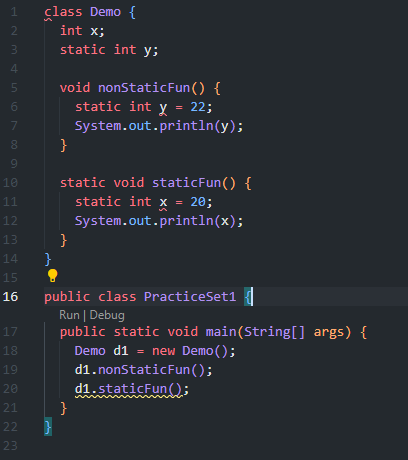 1 class Demo {
2   int x;
3   static int y;
4
5   void nonStaticFun() {
6     static int y = 22;
7     System.out.println(y);
8   }
9
10   static void staticFun() {
11     static int x = 20;
12     System.out.println(x);
13   }
14 }
15
16 public class PracticeSet1 {
Run | Debug
17   public static void main(String[] args) {
18     Demo d1 = new Demo();
19     d1.nonStaticFun();
20     d1.staticFun();
21   }
22 }
23